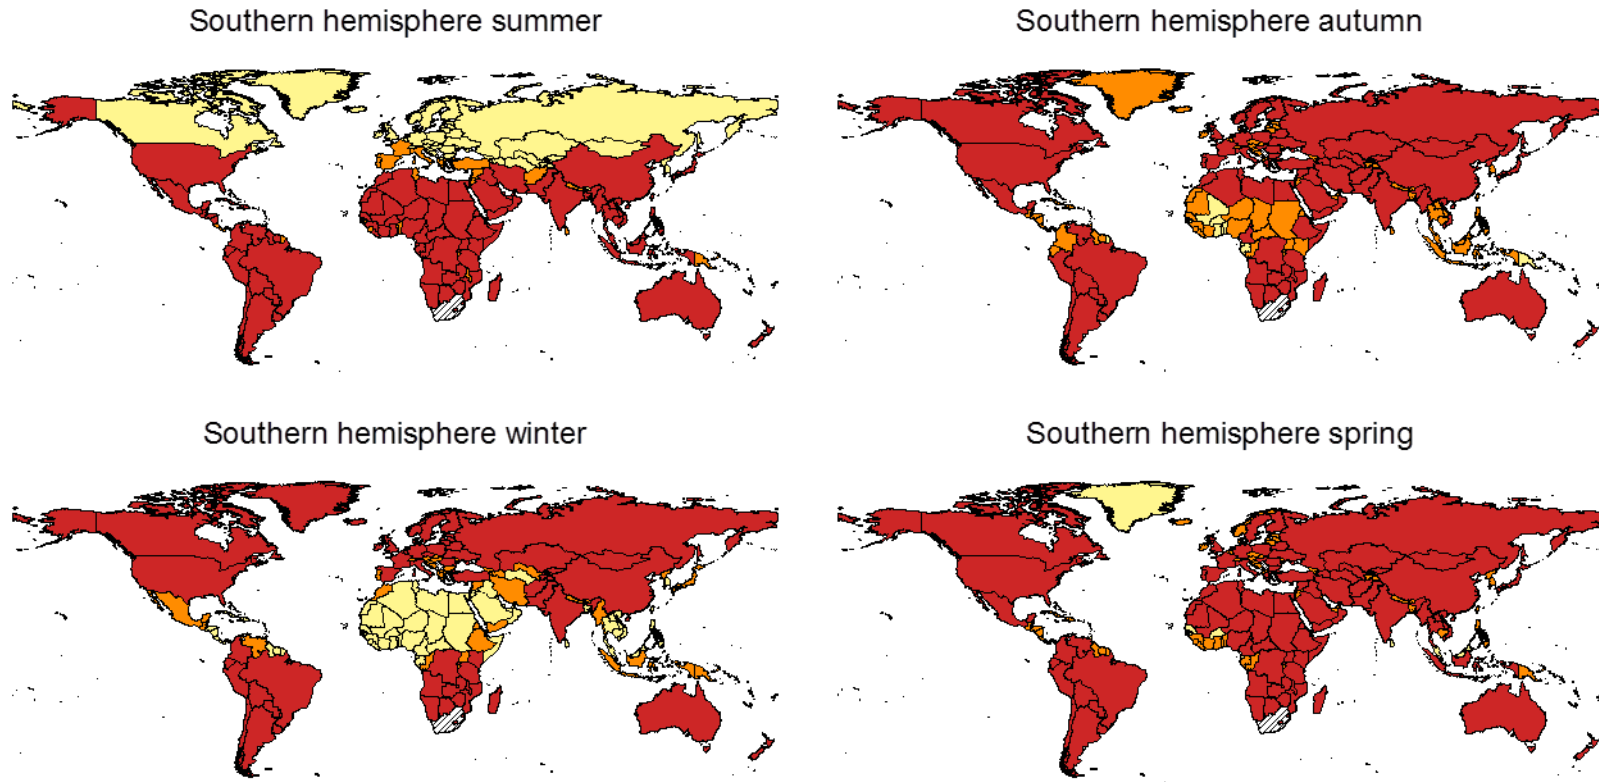 Southern hemisphere summer
Southern hemisphere autumn
Southern hemisphere winter
Southern hemisphere spring